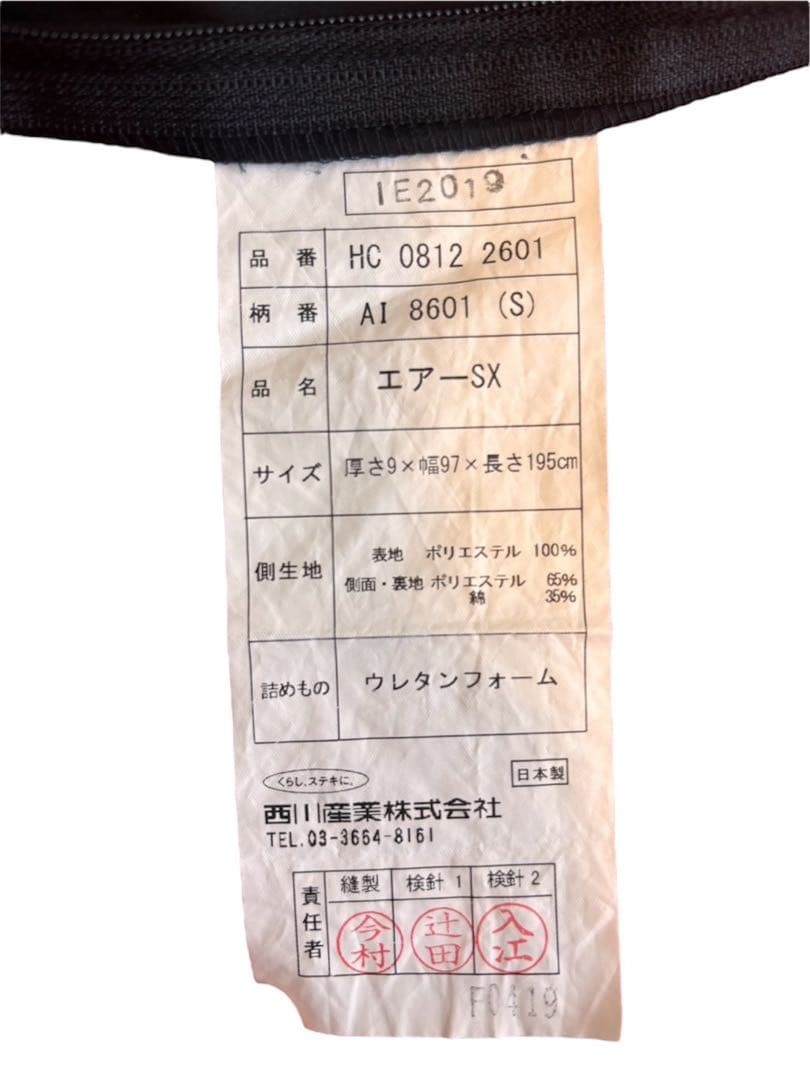 IE2019
品番 HC 0812 2601
柄番 AI 8601 (S)
品名 エアーSX
サイズ 厚さ9×幅97×長さ195cm
側生地 表地 ポリエステル 100%
側面・裏地 ポリエステル 65%
綿 35%
詰めもの ウレタンフォーム
くらし、ステキに。
日本製
西川産業株式会社
TEL.03-3664-8161
責任者 縫製 検針1 検針2
今村 辻田 入江
F0419